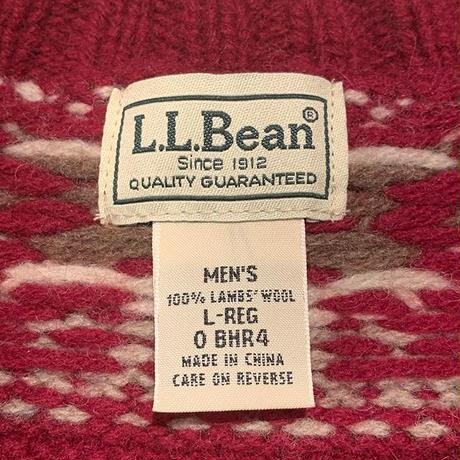 L.L.Bean®
Since 1912
QUALITY GUARANTEED
MEN'S
100% LAMBS' WOOL
L-REG
0 BHR4
MADE IN CHINA
CARE ON REVERSE